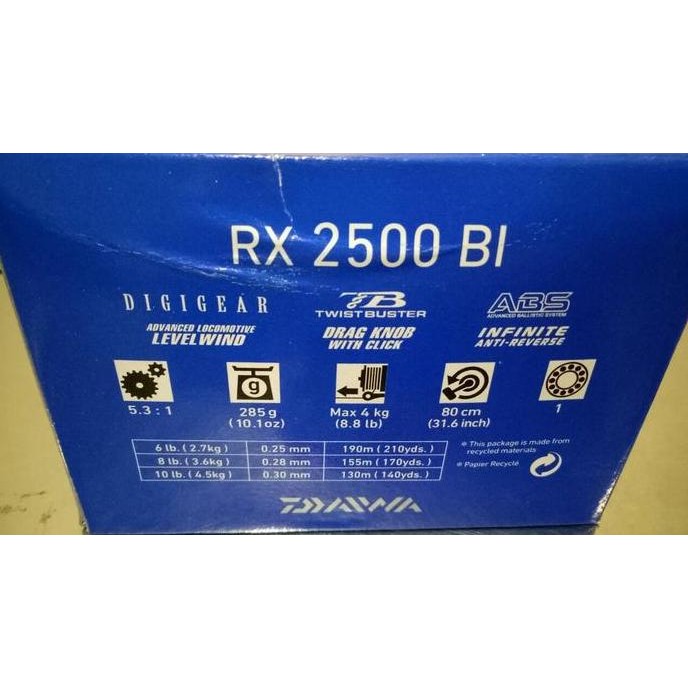 RX 2500 BI
DIGIGEAR
ADVANCED LOCOMOTIVE
LEVELWIND
TB
TWISTBUSTER
DRAG KNOB
WITH CLICK
ABS
ADVANCED BALLISTIC SYSTEM
INFINITE
ANTI-REVERSE
5.3 : 1
g
285 g
(10.1oz)
Max 4 kg
(8.8 lb)
80 cm
(31.6 inch)
1
6 lb. ( 2.7kg ) 0.25 mm 190m ( 210yds. )
8 lb. ( 3.6kg ) 0.28 mm 155m ( 170yds. )
10 lb. ( 4.5kg ) 0.30 mm 130m ( 140yds. )
* This package is made from
recycled materials
* Papier Recyclé
DAIWA